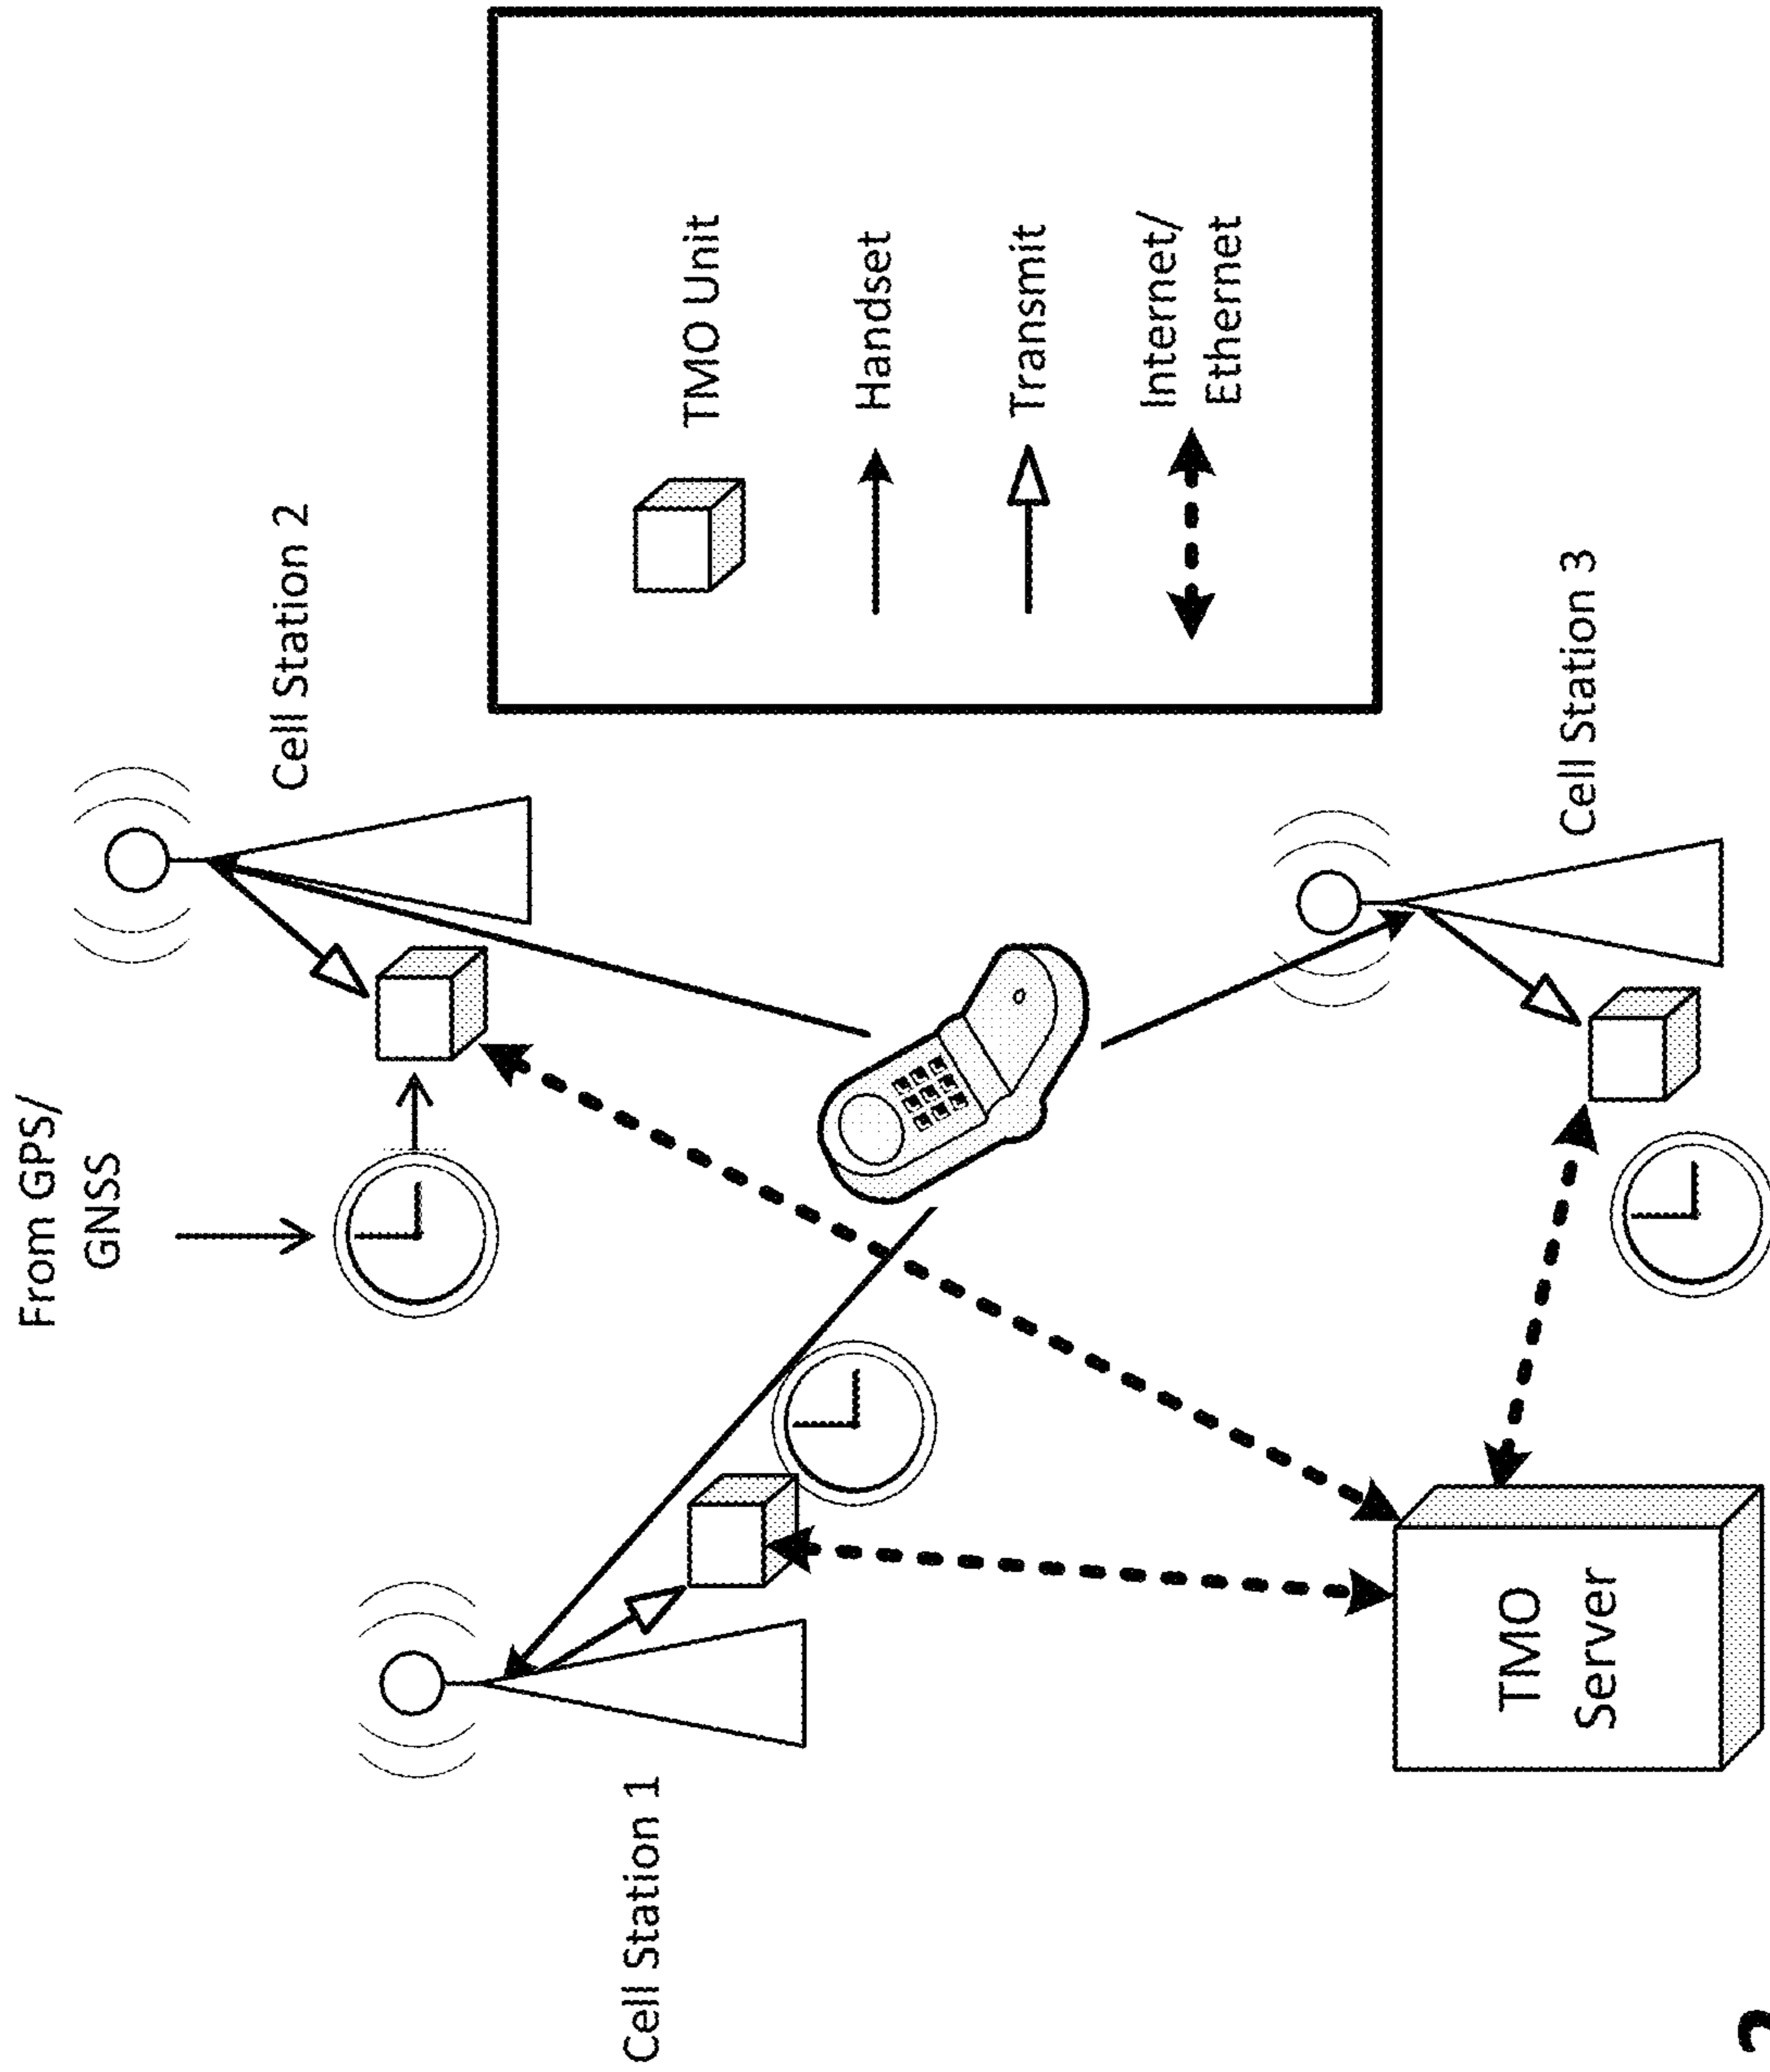 From GPS/
GNSS
Cell Station 2
Cell Station 1
Cell Station 3
TMO
Server
TMO Unit
Handset
Transmit
Internet/
Ethernet